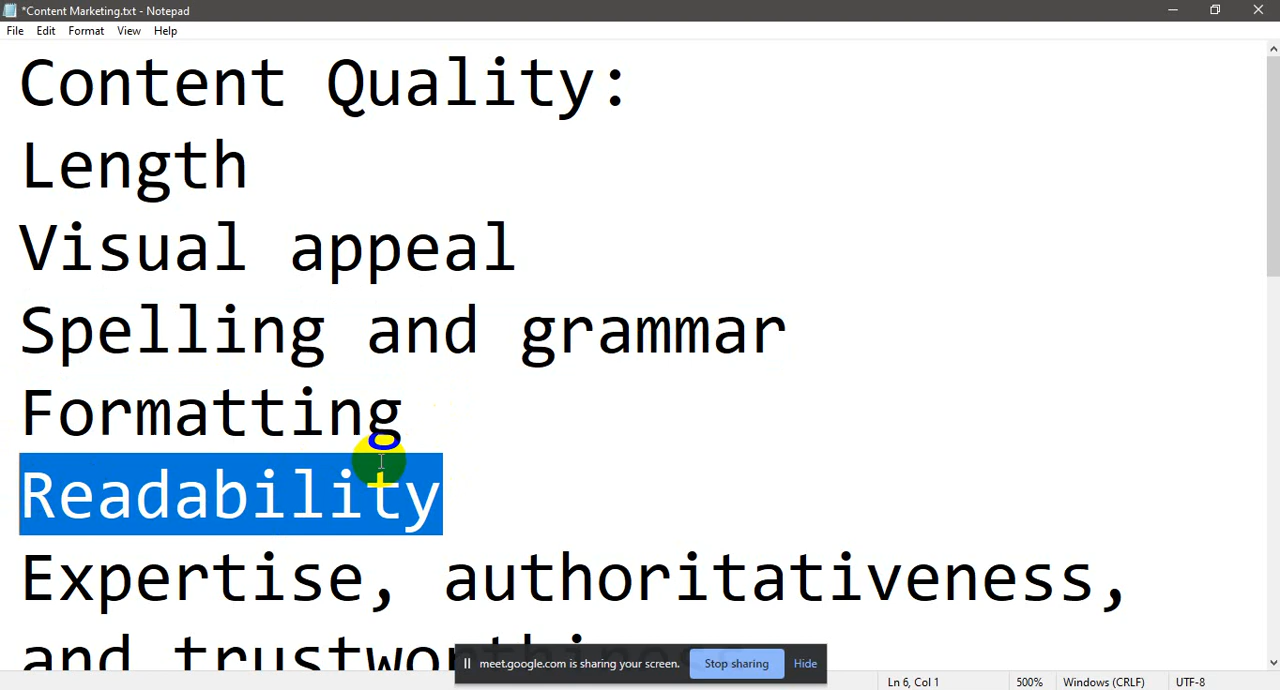 *Content Marketing.txt - Notepad
File Edit Format View Help
Content Quality:
Length
Visual appeal
Spelling and grammar
Formatting
Readability
Expertise, authoritativeness,
and trustworthiness
meet.google.com is sharing your screen. Stop sharing Hide
Ln 6, Col 1 500% Windows (CRLF) UTF-8